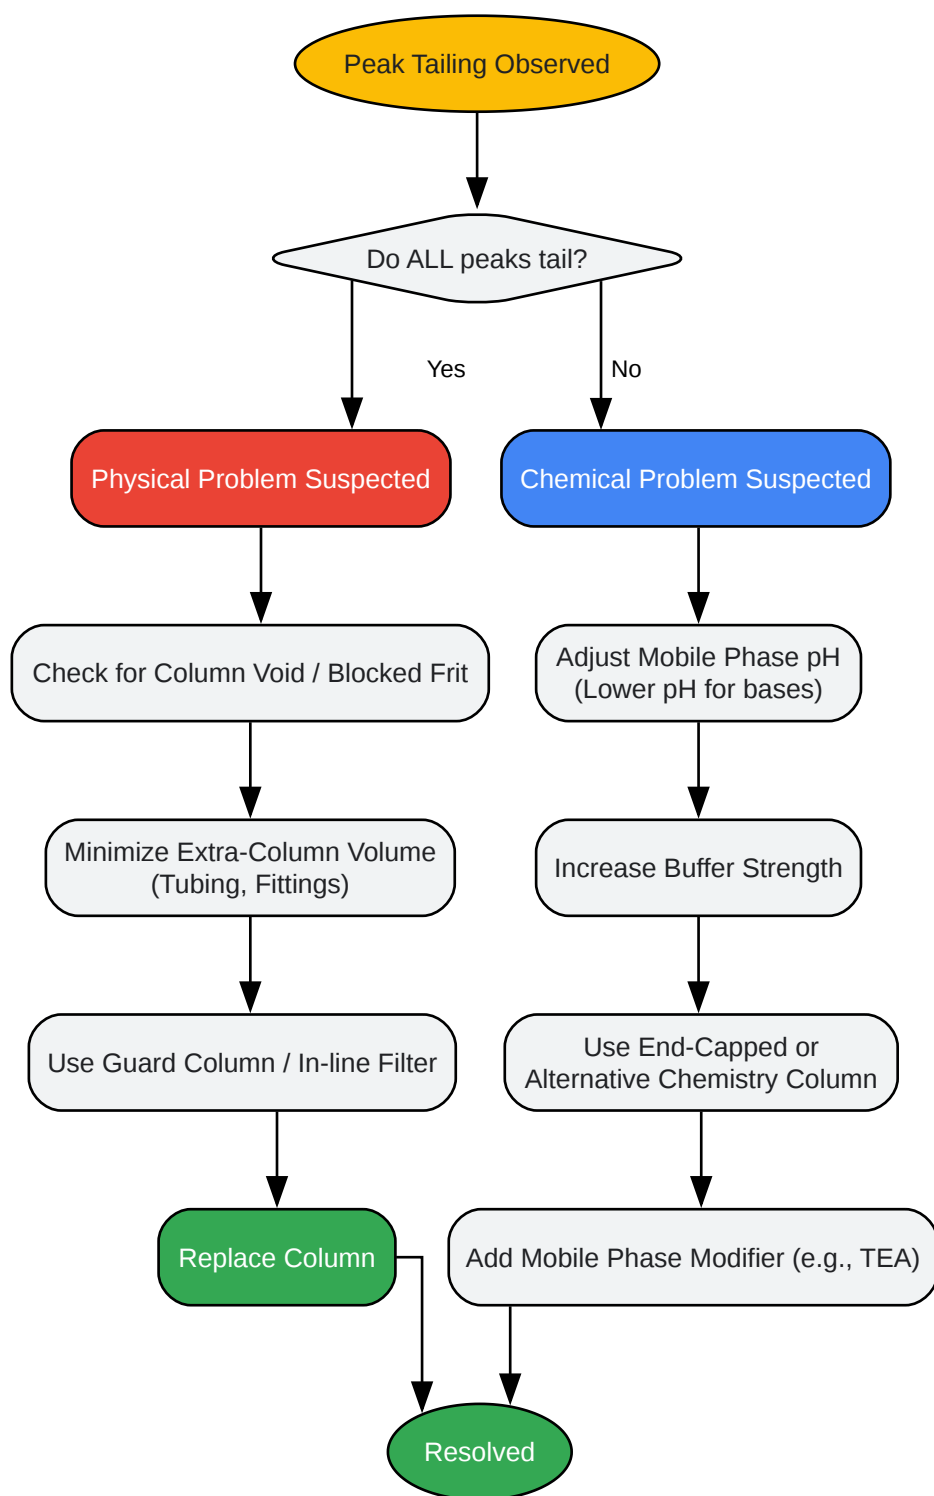 Peak Tailing Observed
Do ALL peaks tail?
Yes
No
Physical Problem Suspected
Chemical Problem Suspected
Check for Column Void / Blocked Frit
Adjust Mobile Phase pH
(Lower pH for bases)
Minimize Extra-Column Volume
(Tubing, Fittings)
Increase Buffer Strength
Use Guard Column / In-line Filter
Use End-Capped or
Alternative Chemistry Column
Replace Column
Add Mobile Phase Modifier (e.g., TEA)
Resolved